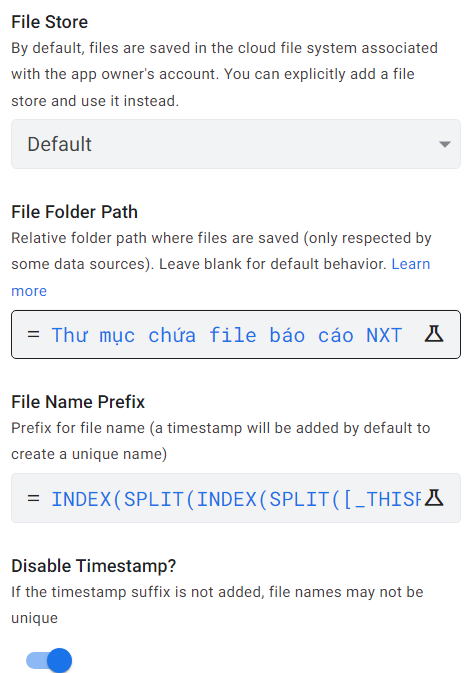 File Store
By default, files are saved in the cloud file system associated
with the app owner's account. You can explicitly add a file
store and use it instead.
Default
File Folder Path
Relative folder path where files are saved (only respected by
some data sources). Leave blank for default behavior. Learn
more
= Thư mục chứa file báo cáo NXT
File Name Prefix
Prefix for file name (a timestamp will be added by default to
create a unique name)
= INDEX(SPLIT(INDEX(SPLIT([_THIS
Disable Timestamp?
If the timestamp suffix is not added, file names may not be
unique